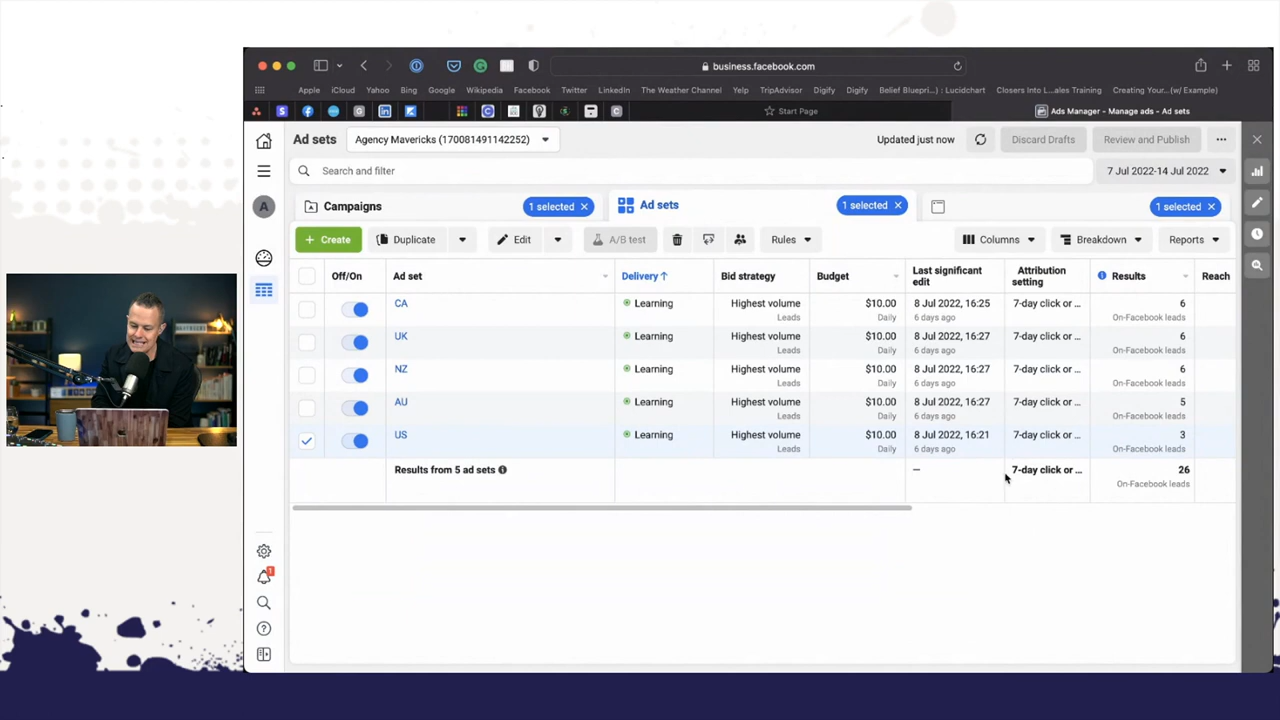 business.facebook.com
Apple iCloud Yahoo Bing Google Wikipedia Facebook Twitter LinkedIn The Weather Channel Yelp TripAdvisor Digify Digify Belief Bluepri...) : Lucidchart Closers Into L...ales Training Creating Your...(w/ Example)
Start Page
Ads Manager - Manage ads - Ad sets
Ad sets Agency Mavericks (170081491142252) Updated just now Discard Drafts Review and Publish
Search and filter 7 Jul 2022-14 Jul 2022
A Campaigns 1 selected Ad sets 1 selected 1 selected
+ Create Duplicate Edit A/B test Rules Columns Breakdown Reports
Off/On Ad set Delivery ↑ Bid strategy Budget Last significant edit Attribution setting Results Reach
CA Learning Highest volume $10.00 8 Jul 2022, 16:25 7-day click or ... 6
Leads Daily 6 days ago On-Facebook leads
UK Learning Highest volume $10.00 8 Jul 2022, 16:27 7-day click or ... 6
Leads Daily 6 days ago On-Facebook leads
NZ Learning Highest volume $10.00 8 Jul 2022, 16:27 7-day click or ... 6
Leads Daily 6 days ago On-Facebook leads
AU Learning Highest volume $10.00 8 Jul 2022, 16:27 7-day click or ... 5
Leads Daily 6 days ago On-Facebook leads
US Learning Highest volume $10.00 8 Jul 2022, 16:21 7-day click or ... 3
Leads Daily 6 days ago On-Facebook leads
Results from 5 ad sets — 7-day click or ... 26
On-Facebook leads
1